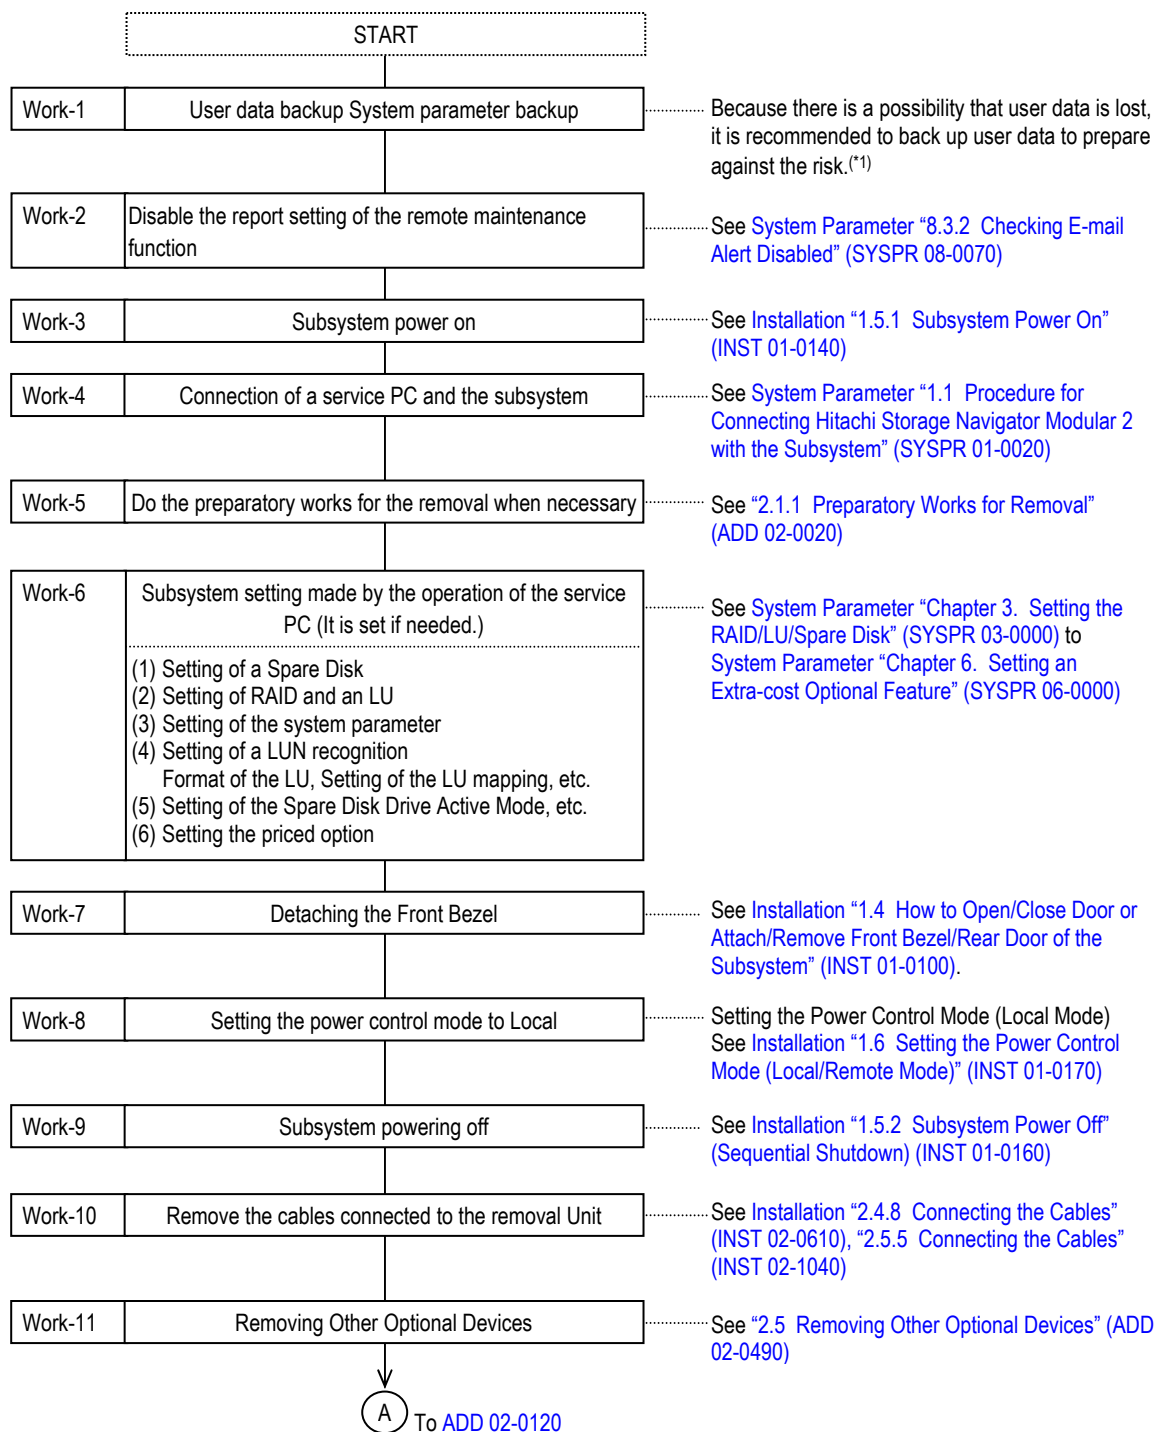 START
Work-1
User data backup System parameter backup
Because there is a possibility that user data is lost,
it is recommended to back up user data to prepare
against the risk.(*1)
Work-2
Disable the report setting of the remote maintenance
function
See System Parameter “8.3.2 Checking E-mail
Alert Disabled” (SYSPR 08-0070)
Work-3
Subsystem power on
See Installation “1.5.1 Subsystem Power On”
(INST 01-0140)
Work-4
Connection of a service PC and the subsystem
See System Parameter “1.1 Procedure for
Connecting Hitachi Storage Navigator Modular 2
with the Subsystem” (SYSPR 01-0020)
Work-5
Do the preparatory works for the removal when necessary
See “2.1.1 Preparatory Works for Removal”
(ADD 02-0020)
Work-6
Subsystem setting made by the operation of the service
PC (It is set if needed.)
(1) Setting of a Spare Disk
(2) Setting of RAID and an LU
(3) Setting of the system parameter
(4) Setting of a LUN recognition
Format of the LU, Setting of the LU mapping, etc.
(5) Setting of the Spare Disk Drive Active Mode, etc.
(6) Setting the priced option
See System Parameter “Chapter 3. Setting the
RAID/LU/Spare Disk” (SYSPR 03-0000) to
System Parameter “Chapter 6. Setting an
Extra-cost Optional Feature” (SYSPR 06-0000)
Work-7
Detaching the Front Bezel
See Installation “1.4 How to Open/Close Door or
Attach/Remove Front Bezel/Rear Door of the
Subsystem” (INST 01-0100).
Work-8
Setting the power control mode to Local
Setting the Power Control Mode (Local Mode)
See Installation “1.6 Setting the Power Control
Mode (Local/Remote Mode)” (INST 01-0170)
Work-9
Subsystem powering off
See Installation “1.5.2 Subsystem Power Off”
(Sequential Shutdown) (INST 01-0160)
Work-10
Remove the cables connected to the removal Unit
See Installation “2.4.8 Connecting the Cables”
(INST 02-0610), “2.5.5 Connecting the Cables”
(INST 02-1040)
Work-11
Removing Other Optional Devices
See “2.5 Removing Other Optional Devices” (ADD
02-0490)
A
To ADD 02-0120